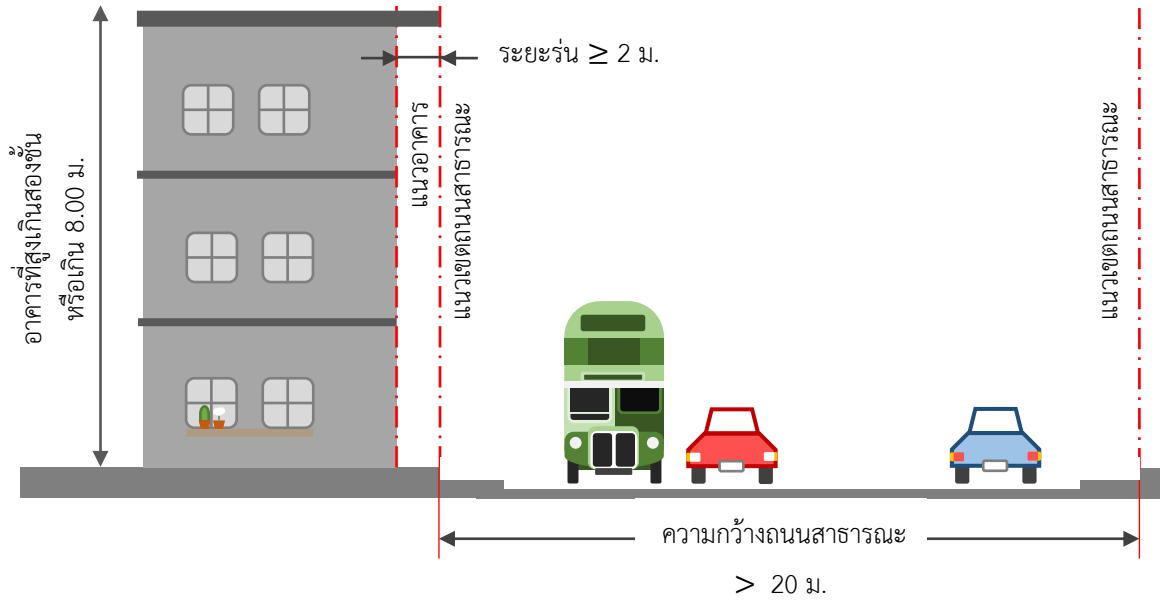 ระยะร่น ≥ 2 ม.
อาคารที่สูงเกินสองชั้น
หรือเกิน 8.00 ม.
แนวอาคาร
แนวเขตถนนสาธารณะ
แนวเขตถนนสาธารณะ
ความกว้างถนนสาธารณะ
> 20 ม.